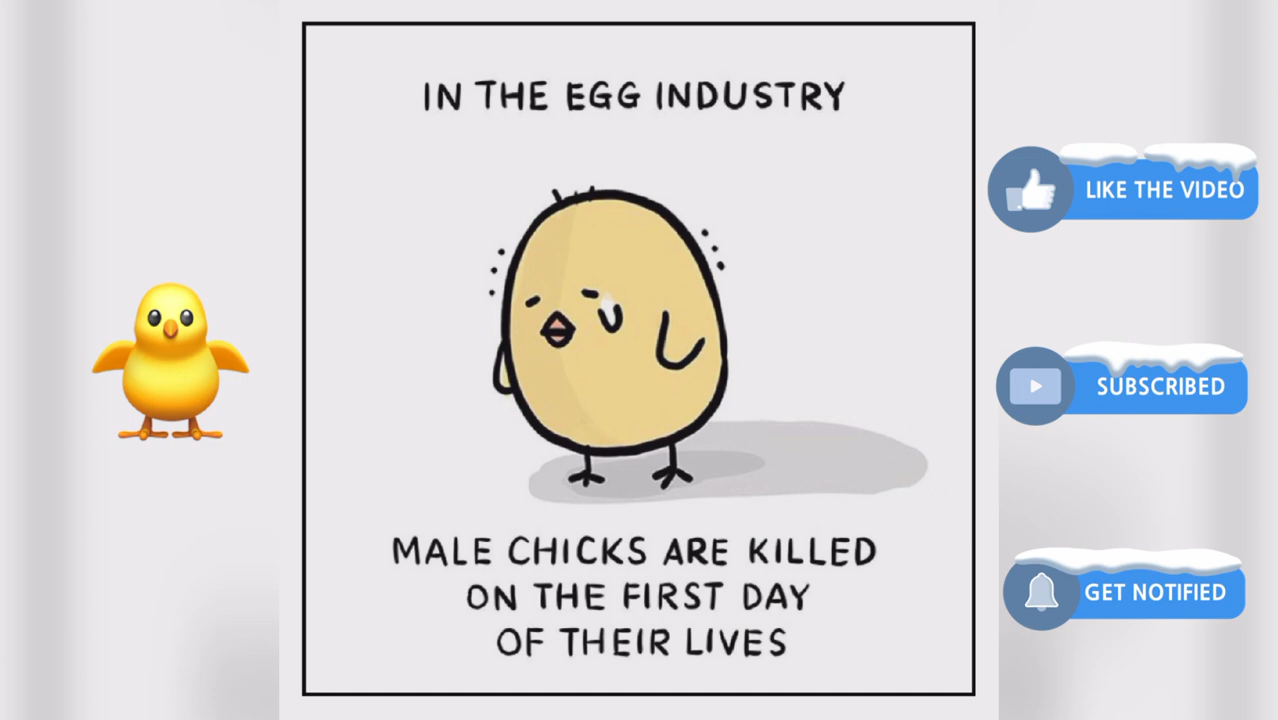 IN THE EGG INDUSTRY
MALE CHICKS ARE KILLED
ON THE FIRST DAY
OF THEIR LIVES
LIKE THE VIDEO
SUBSCRIBED
GET NOTIFIED